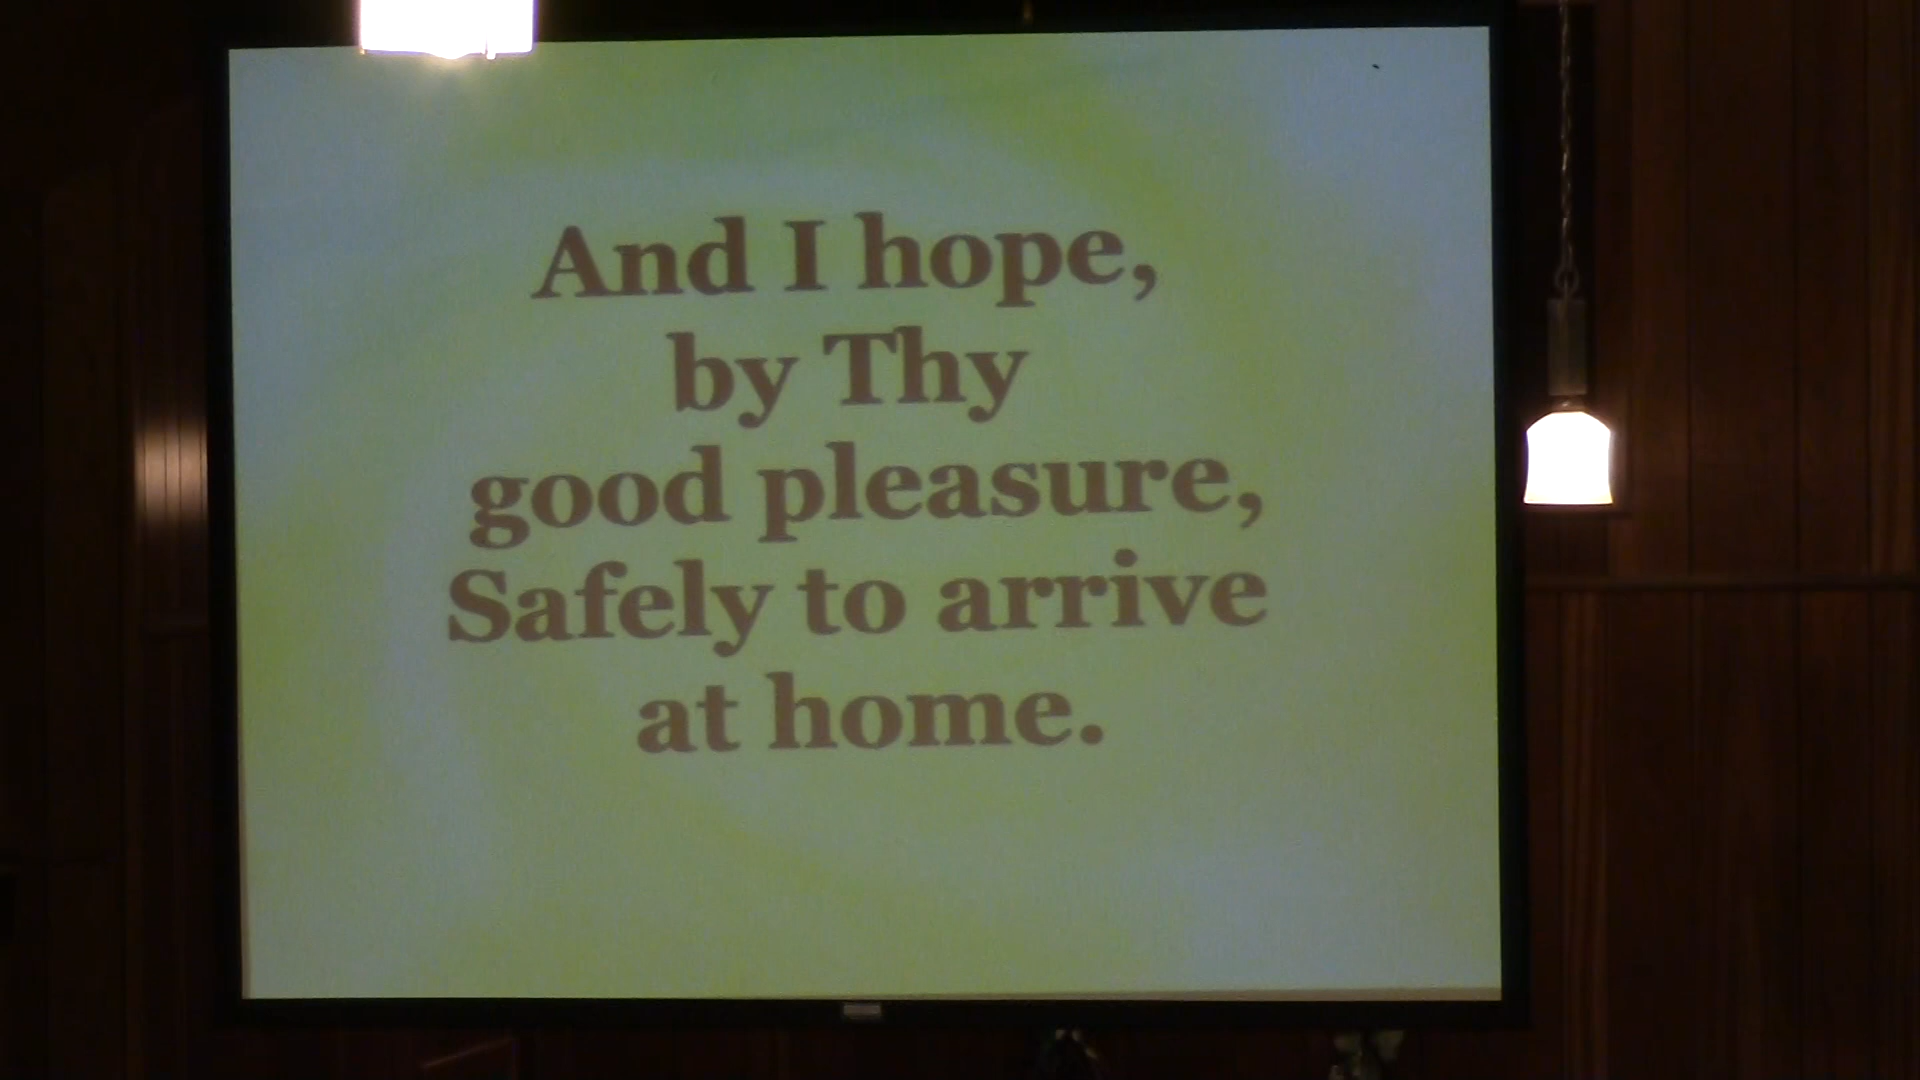 And I hope,
by Thy
good pleasure,
Safely to arrive
at home.